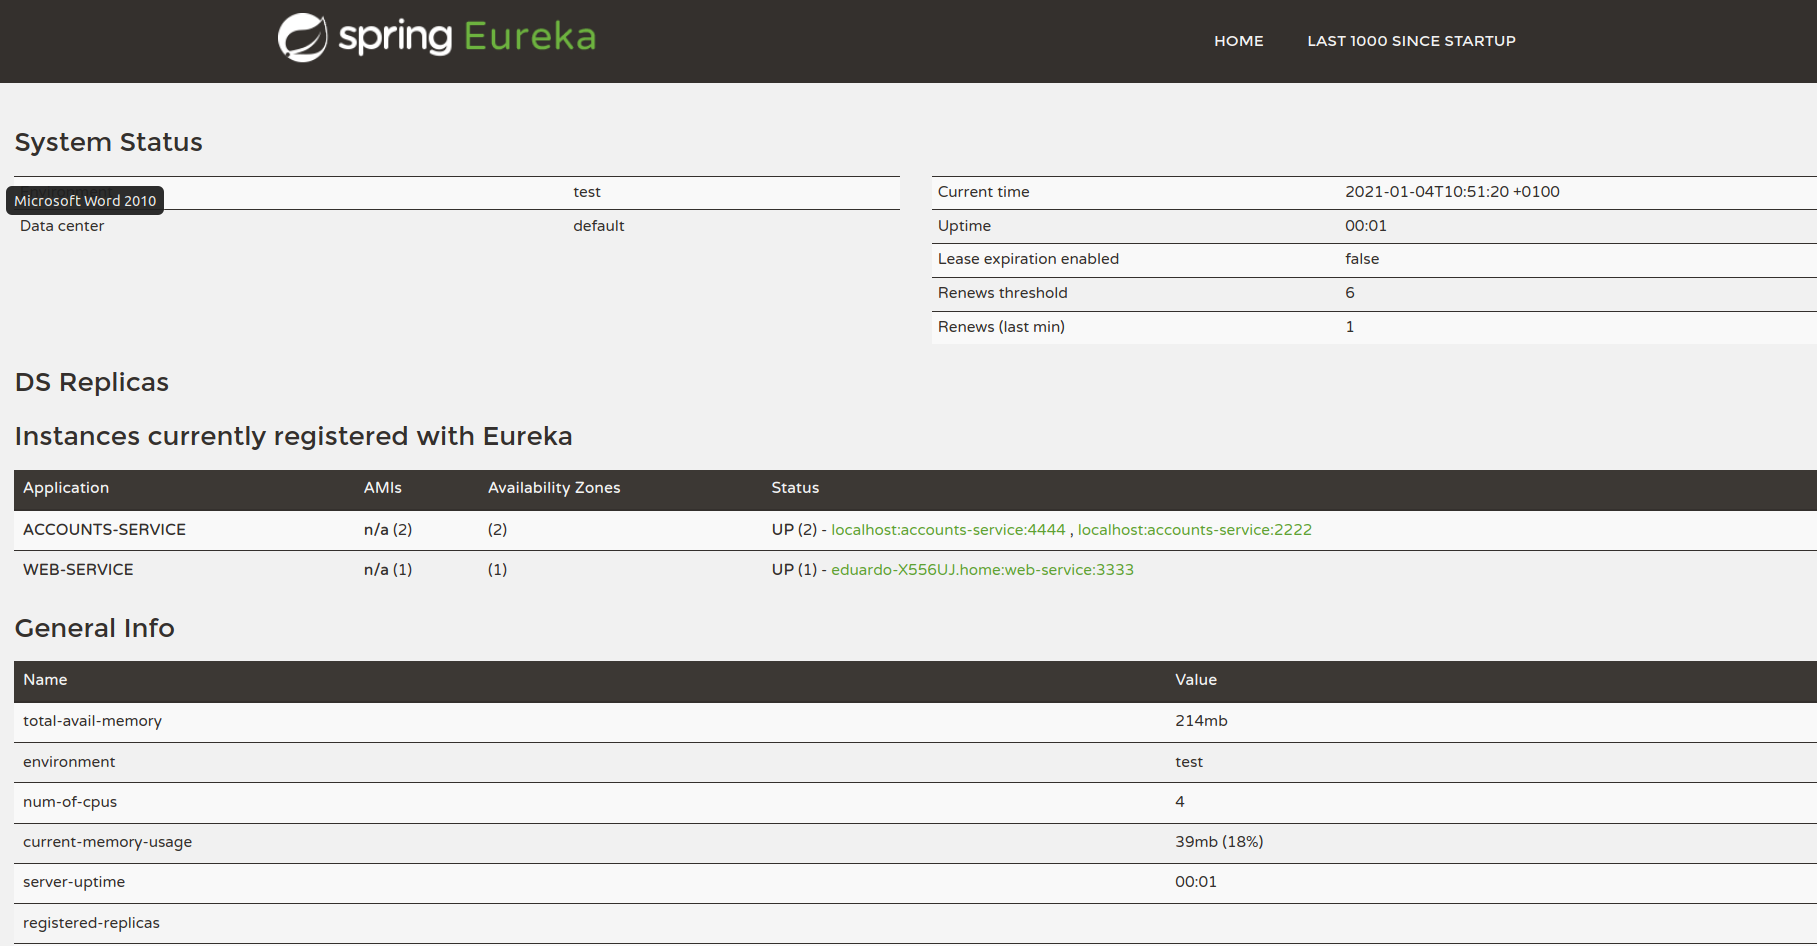 spring Eureka
HOME LAST 1000 SINCE STARTUP
System Status
Environment test
Microsoft Word 2010
Data center default
Current time 2021-01-04T10:51:20 +0100
Uptime 00:01
Lease expiration enabled false
Renews threshold 6
Renews (last min) 1
DS Replicas
Instances currently registered with Eureka
Application AMIs Availability Zones Status
ACCOUNTS-SERVICE n/a (2) (2) UP (2) - localhost:accounts-service:4444 , localhost:accounts-service:2222
WEB-SERVICE n/a (1) (1) UP (1) - eduardo-X556UJ.home:web-service:3333
General Info
Name Value
total-avail-memory 214mb
environment test
num-of-cpus 4
current-memory-usage 39mb (18%)
server-uptime 00:01
registered-replicas